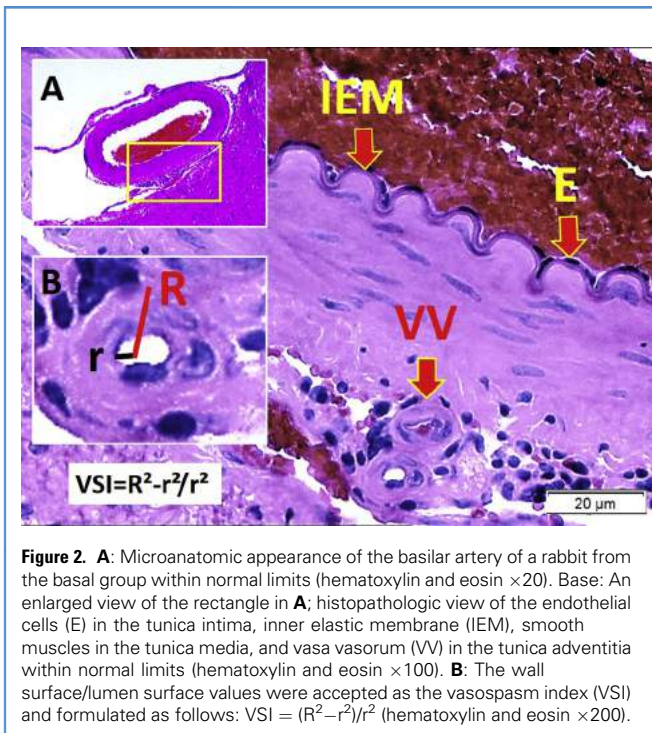 A
IEM
E
B
R
r
VV
VSI=R²-r²/r²
20 µm
Figure 2. A: Microanatomic appearance of the basilar artery of a rabbit from
the basal group within normal limits (hematoxylin and eosin ×20). Base: An
enlarged view of the rectangle in A; histopathologic view of the endothelial
cells (E) in the tunica intima, inner elastic membrane (IEM), smooth
muscles in the tunica media, and vasa vasorum (VV) in the tunica adventitia
within normal limits (hematoxylin and eosin ×100). B: The wall
surface/lumen surface values were accepted as the vasospasm index (VSI)
and formulated as follows: VSI = (R²−r²)/r² (hematoxylin and eosin ×200).